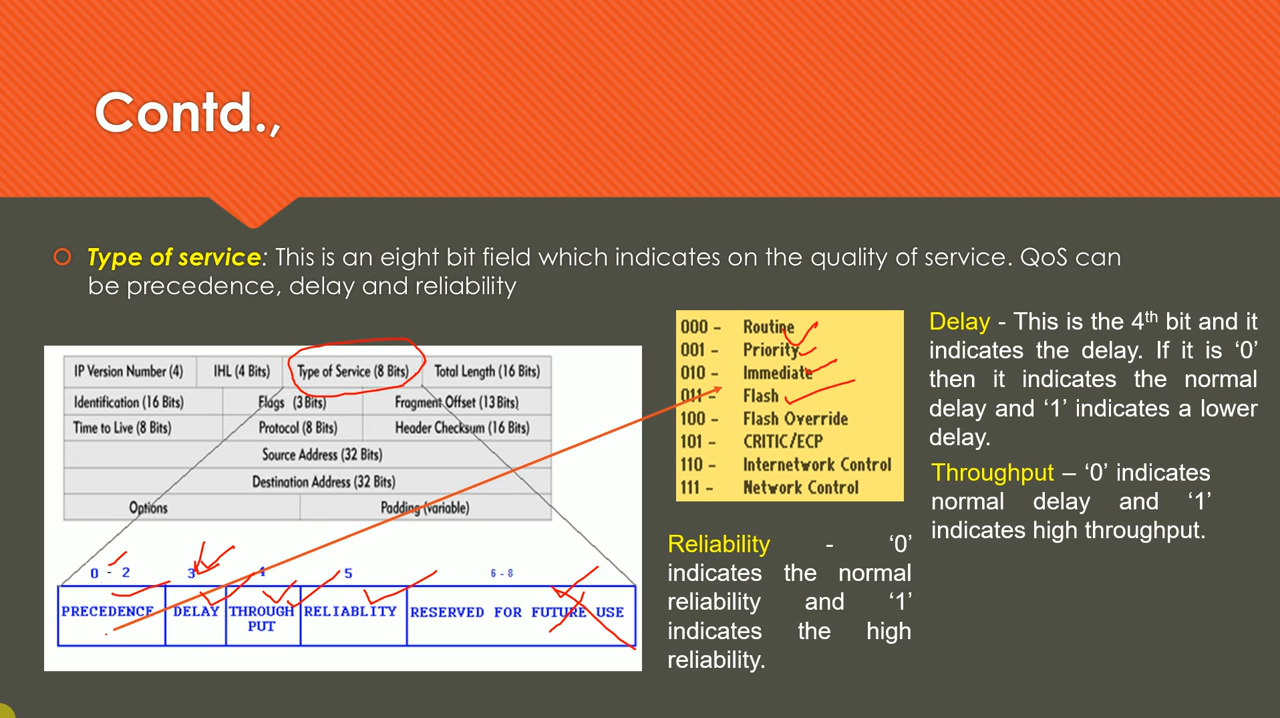 Contd.,
Type of service: This is an eight bit field which indicates on the quality of service. QoS can
be precedence, delay and reliability
IP Version Number (4) IHL (4 Bits) Type of Service (8 Bits) Total Length (16 Bits)
Identification (16 Bits) Flags (3 Bits) Fragment Offset (13 Bits)
Time to Live (8 Bits) Protocol (8 Bits) Header Checksum (16 Bits)
Source Address (32 Bits)
Destination Address (32 Bits)
Options Padding (variable)
0 - 2 3 4 5 6 - 8
PRECEDENCE DELAY THROUGH RELIABLITY RESERVED FOR FUTURE USE
PUT
000 - Routine
001 - Priority
010 - Immediate
011 - Flash
100 - Flash Override
101 - CRITIC/ECP
110 - Internetwork Control
111 - Network Control
Reliability - ‘0’
indicates the normal
reliability and ‘1’
indicates the high
reliability.
Delay - This is the 4th bit and it
indicates the delay. If it is ‘0’
then it indicates the normal
delay and ‘1’ indicates a lower
delay.
Throughput – ‘0’ indicates
normal delay and ‘1’
indicates high throughput.